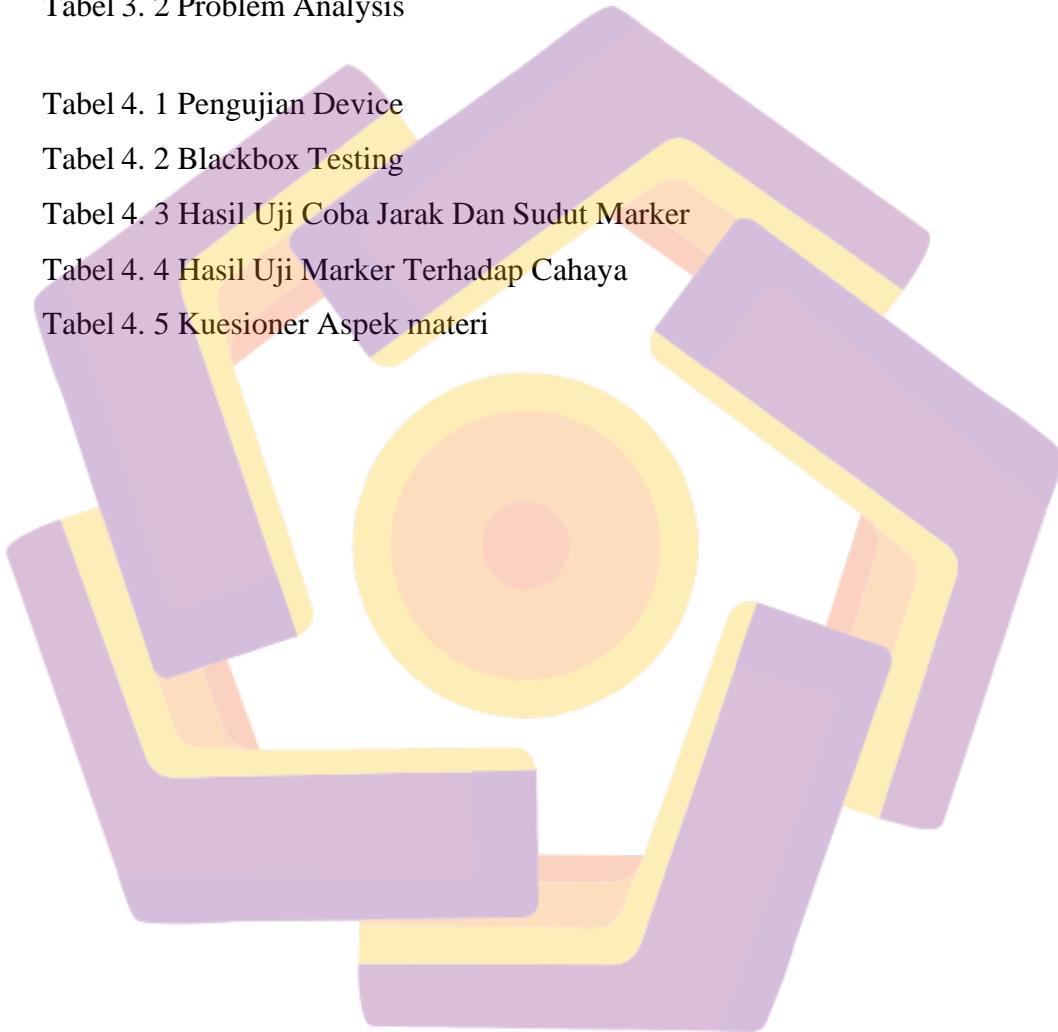 Tabel 3. 2 Problem Analysis
Tabel 4. 1 Pengujian Device
Tabel 4. 2 Blackbox Testing
Tabel 4. 3 Hasil Uji Coba Jarak Dan Sudut Marker
Tabel 4. 4 Hasil Uji Marker Terhadap Cahaya
Tabel 4. 5 Kuesioner Aspek materi